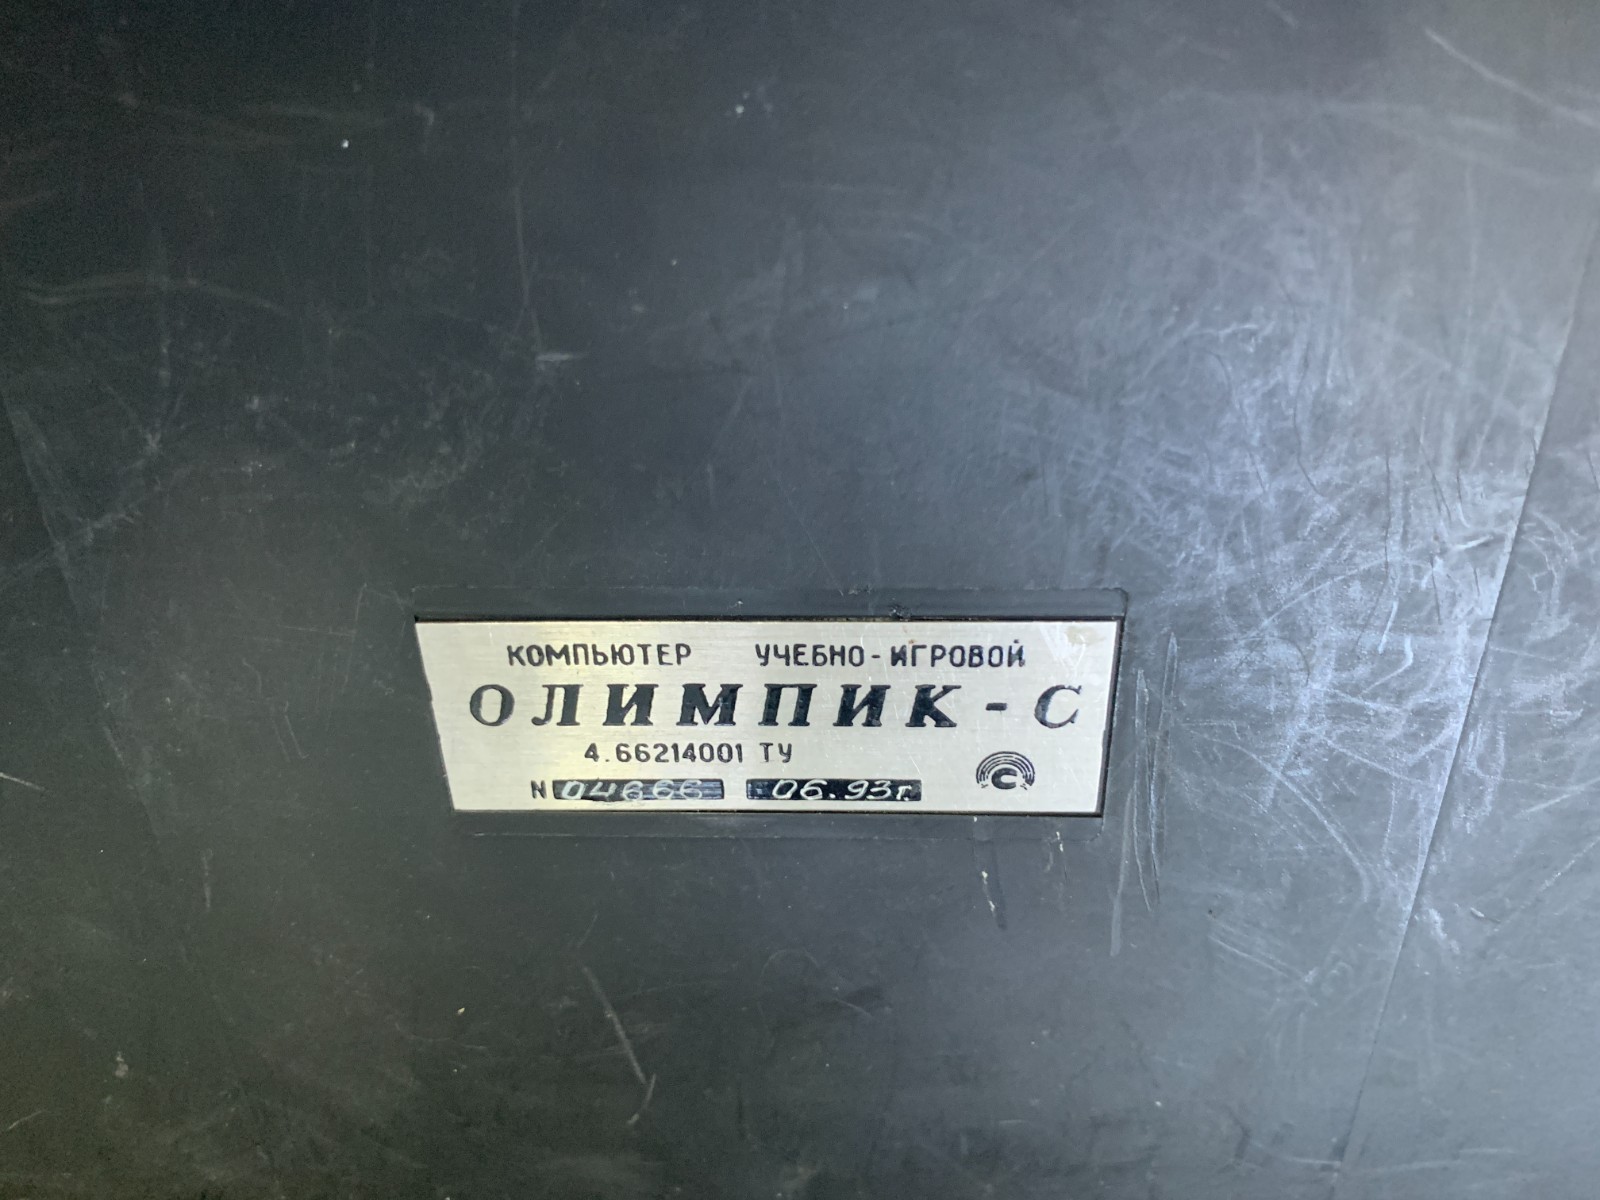 КОМПЬЮТЕР УЧЕБНО-ИГРОВОЙ
ОЛИМПИК-С
4.66214001 ТУ
N 04666 06.93г.
С